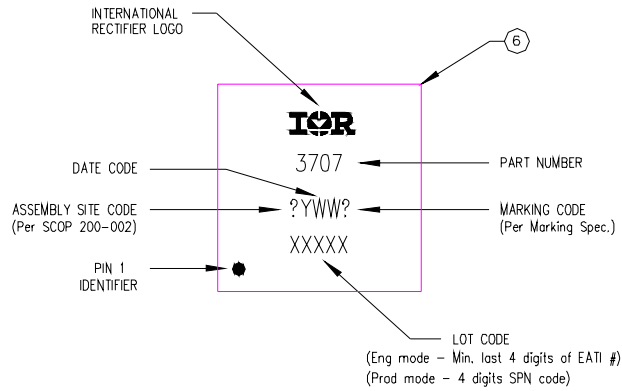 INTERNATIONAL
RECTIFIER LOGO
6
IOR
3707
PART NUMBER
DATE CODE
ASSEMBLY SITE CODE
(Per SCOP 200-002)
?YWW?
MARKING CODE
(Per Marking Spec.)
XXXXX
PIN 1
IDENTIFIER
LOT CODE
(Eng mode - Min. last 4 digits of EATI #)
(Prod mode - 4 digits SPN code)